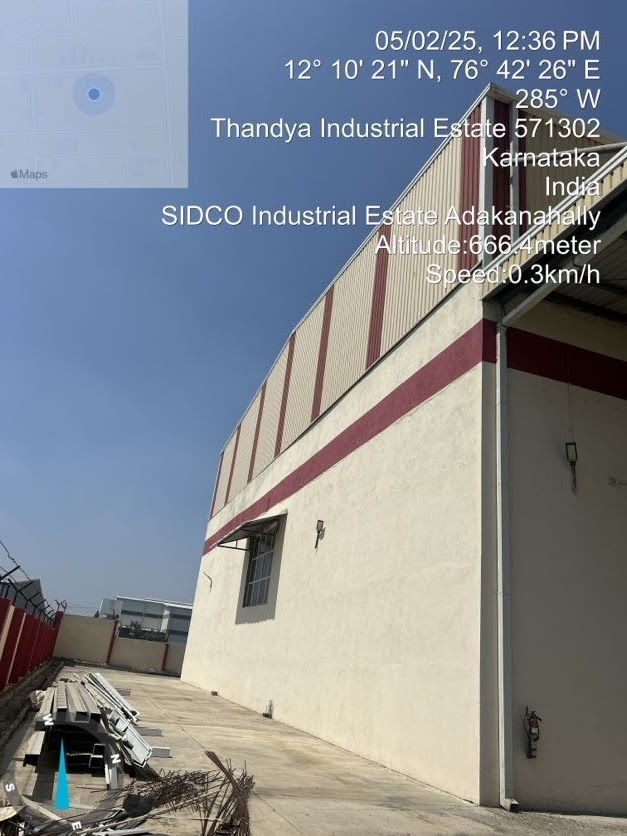 05/02/25, 12:36 PM
12° 10' 21" N, 76° 42' 26" E
285° W
Thandya Industrial Estate 571302
Karnataka
India
SIDCO Industrial Estate Adakanahally
Altitude:666.4meter
Speed:0.3km/h
Maps
W
N
S
E